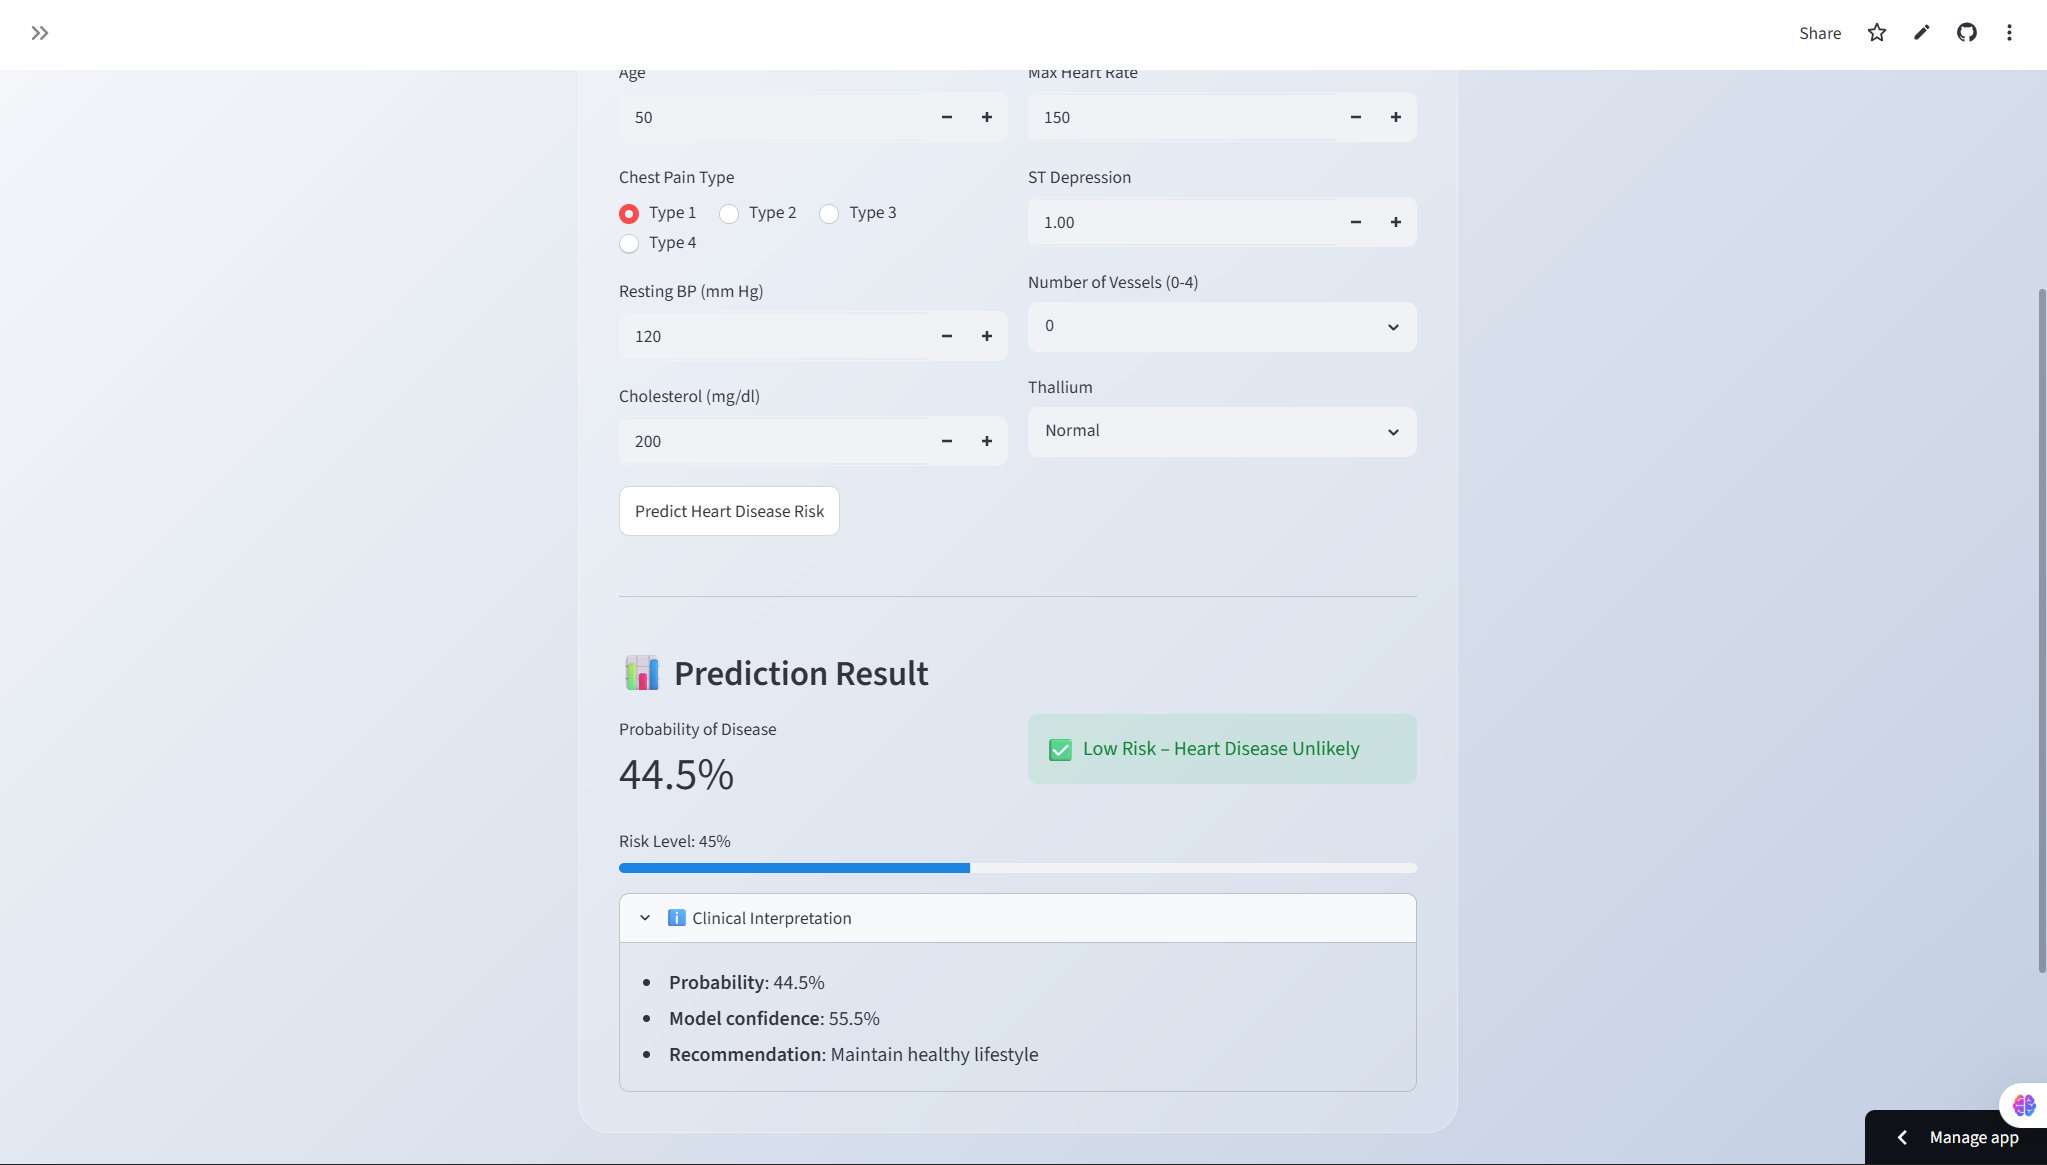 Share
Age
50
Max Heart Rate
150
Chest Pain Type
Type 1
Type 2
Type 3
Type 4
ST Depression
1.00
Resting BP (mm Hg)
120
Number of Vessels (0-4)
0
Cholesterol (mg/dl)
200
Thallium
Normal
Predict Heart Disease Risk
Prediction Result
Probability of Disease
44.5%
Low Risk – Heart Disease Unlikely
Risk Level: 45%
Clinical Interpretation
Probability: 44.5%
Model confidence: 55.5%
Recommendation: Maintain healthy lifestyle
Manage app